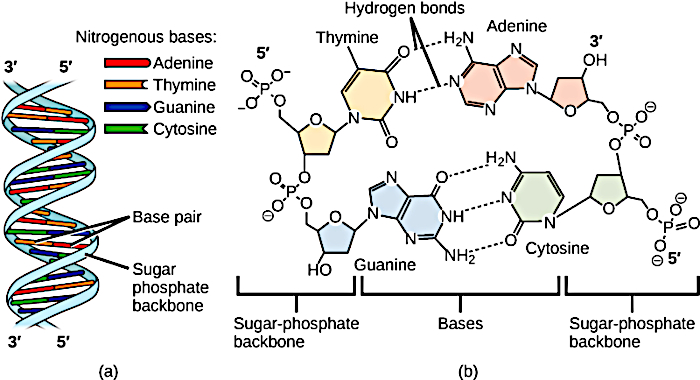 Nitrogenous bases:
3′ 5′
Adenine
Thymine
Guanine
Cytosine
Base pair
Sugar
phosphate
backbone
3′ 5′
(a)
Hydrogen bonds
Thymine
Adenine
5′
3′
O
H₂N
OH
O⁻
O P O⁻
O
N
N
NH
N
N
N
N
O
O
O
O
O
O P O
O
O
O P O
O
O
O
H₂N
N
N
O
O
N
N
NH
N
N
O
O
O
O P O
O
5′
HO
NH₂
Guanine
Cytosine
Sugar-phosphate
backbone
Bases
Sugar-phosphate
backbone
(b)